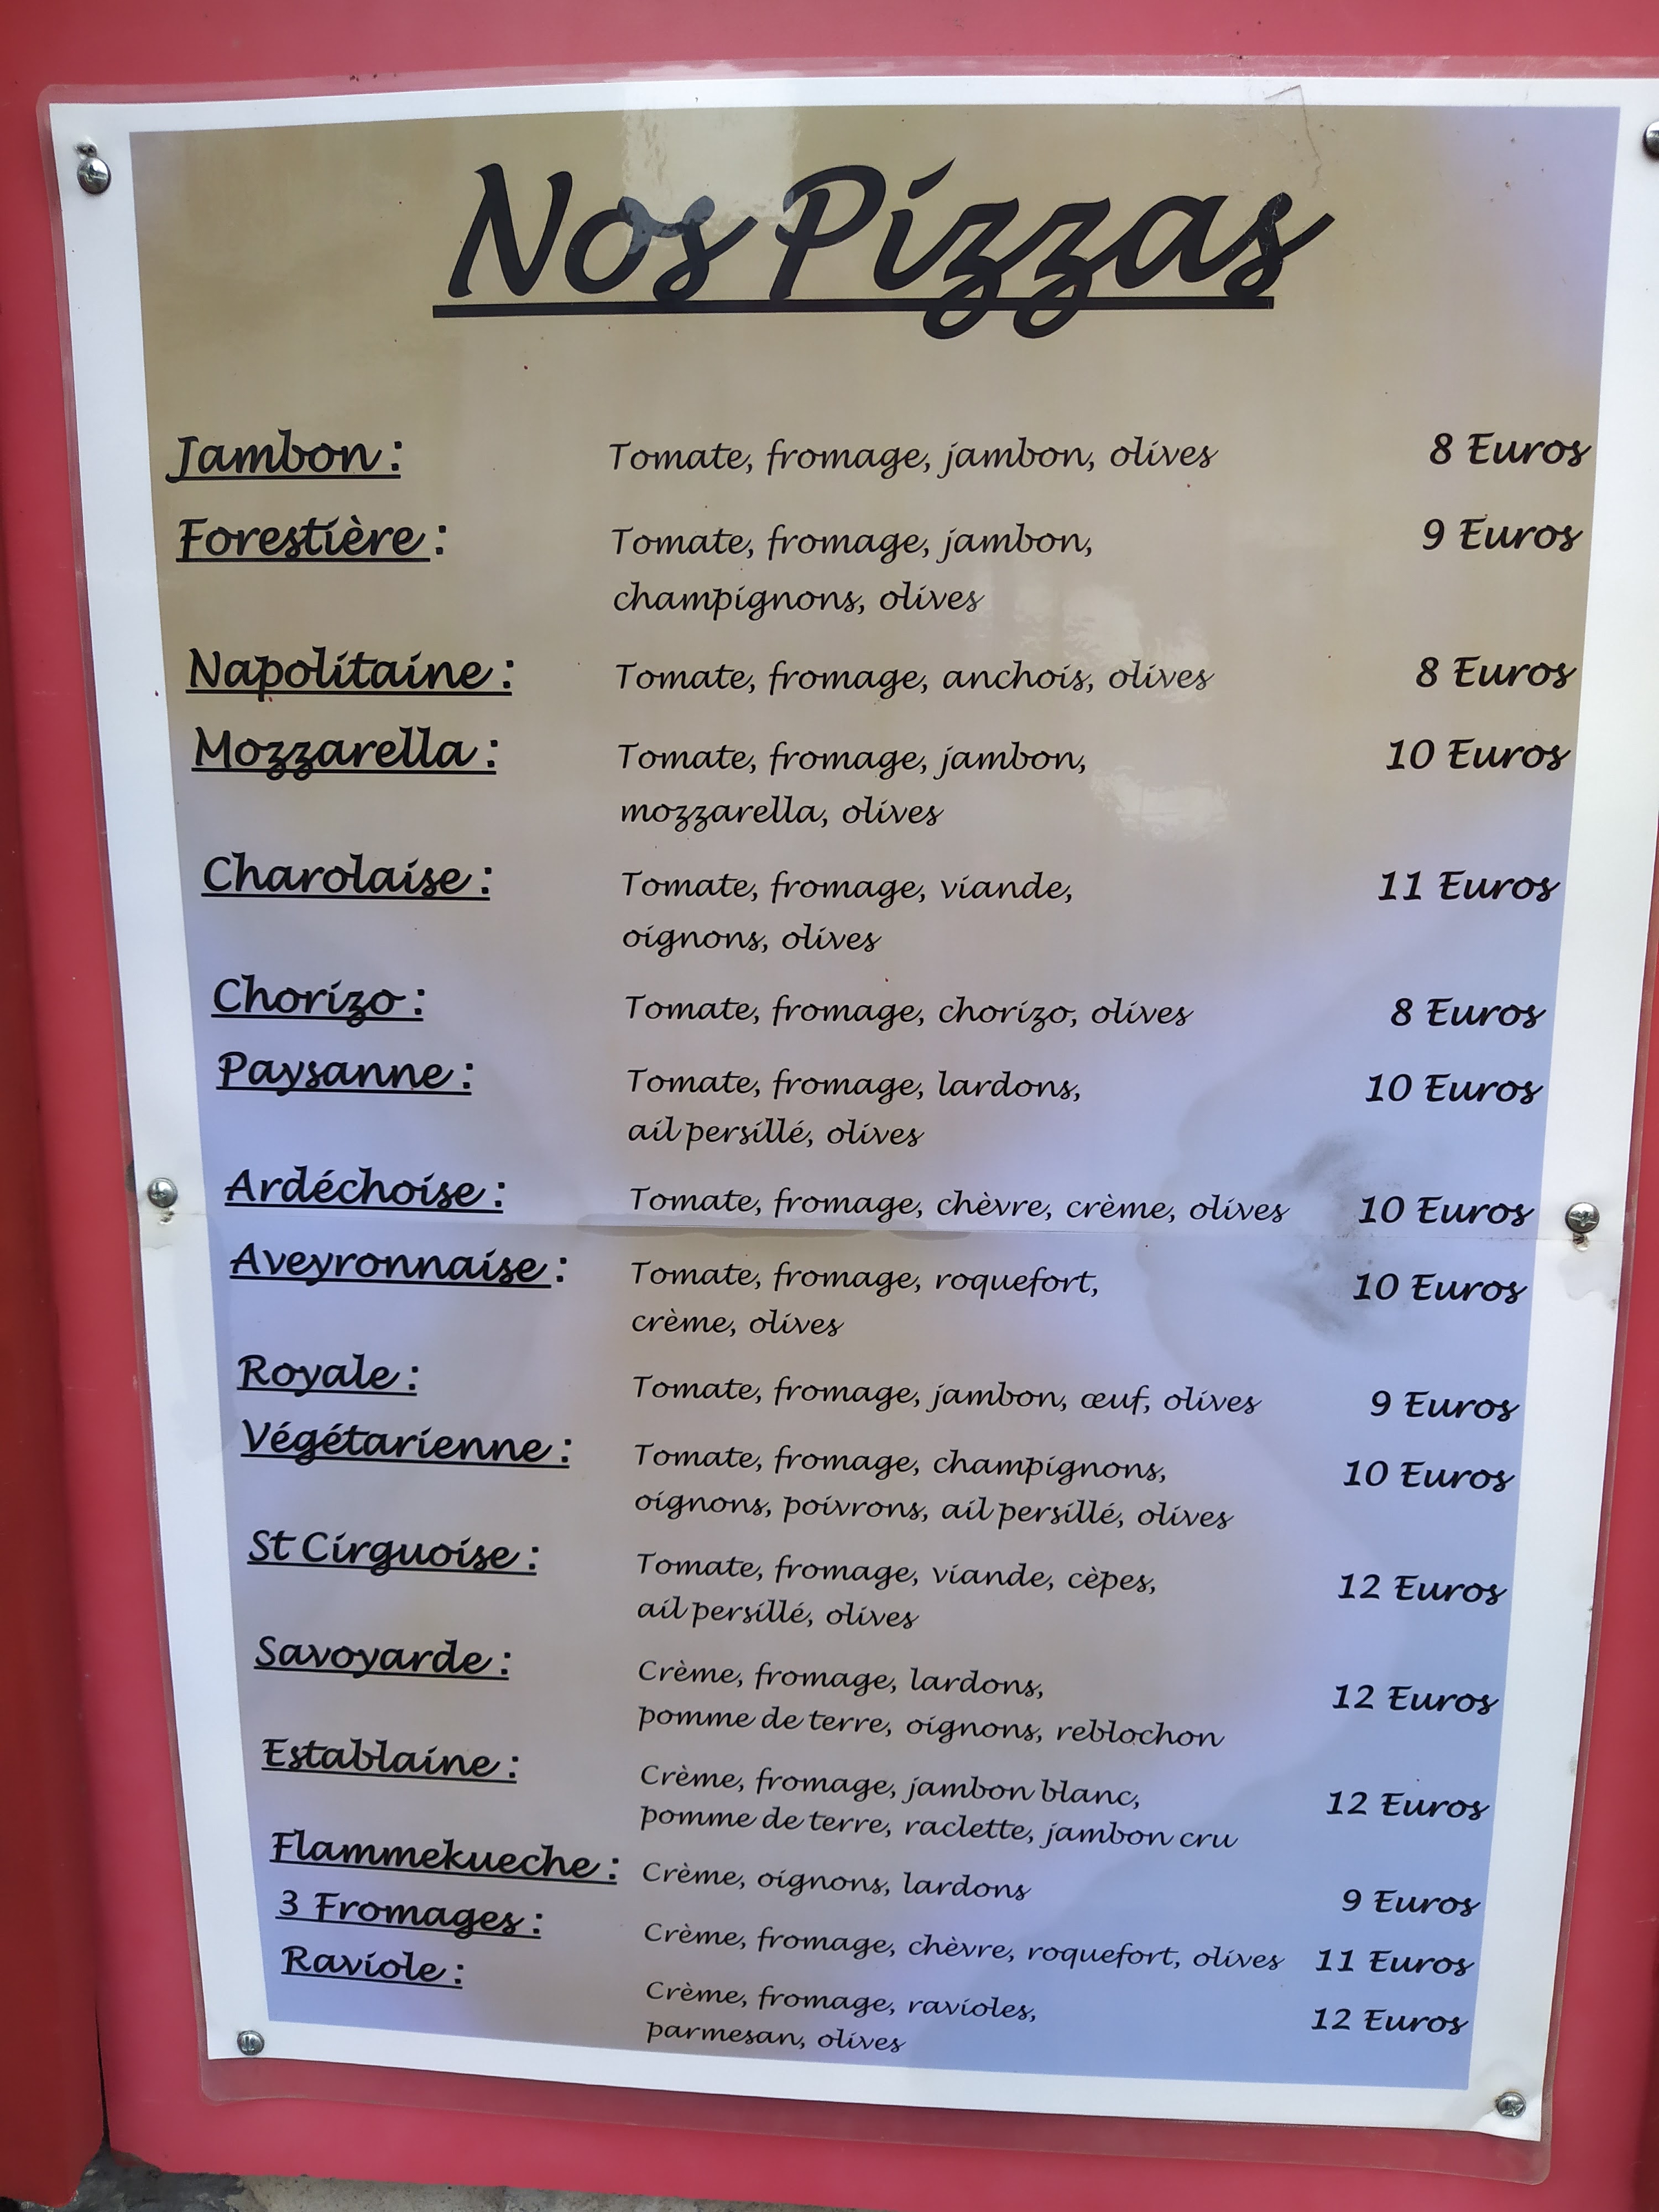 Nos Pizzas
Jambon : Tomate, fromage, jambon, olives 8 Euros
Forestière : Tomate, fromage, jambon, 9 Euros
champignons, olives
Napolitaine : Tomate, fromage, anchois, olives 8 Euros
Mozzarella : Tomate, fromage, jambon, 10 Euros
mozzarella, olives
Charolaise : Tomate, fromage, viande, 11 Euros
oignons, olives
Chorizo : Tomate, fromage, chorizo, olives 8 Euros
Paysanne : Tomate, fromage, lardons, 10 Euros
ail persillé, olives
Ardéchoise : Tomate, fromage, chèvre, crème, olives 10 Euros
Aveyronnaise : Tomate, fromage, roquefort, 10 Euros
crème, olives
Royale : Tomate, fromage, jambon, œuf, olives 9 Euros
Végétarienne : Tomate, fromage, champignons, 10 Euros
oignons, poivrons, ail persillé, olives
St Cirguoise : Tomate, fromage, viande, cèpes, 12 Euros
ail persillé, olives
Savoyarde : Crème, fromage, lardons, 12 Euros
pomme de terre, oignons, reblochon
Establaine : Crème, fromage, jambon blanc, 12 Euros
pomme de terre, raclette, jambon cru
Flammekueche : Crème, oignons, lardons 9 Euros
3 Fromages : Crème, fromage, chèvre, roquefort, olives 11 Euros
Raviole : Crème, fromage, ravioles, 12 Euros
parmesan, olives